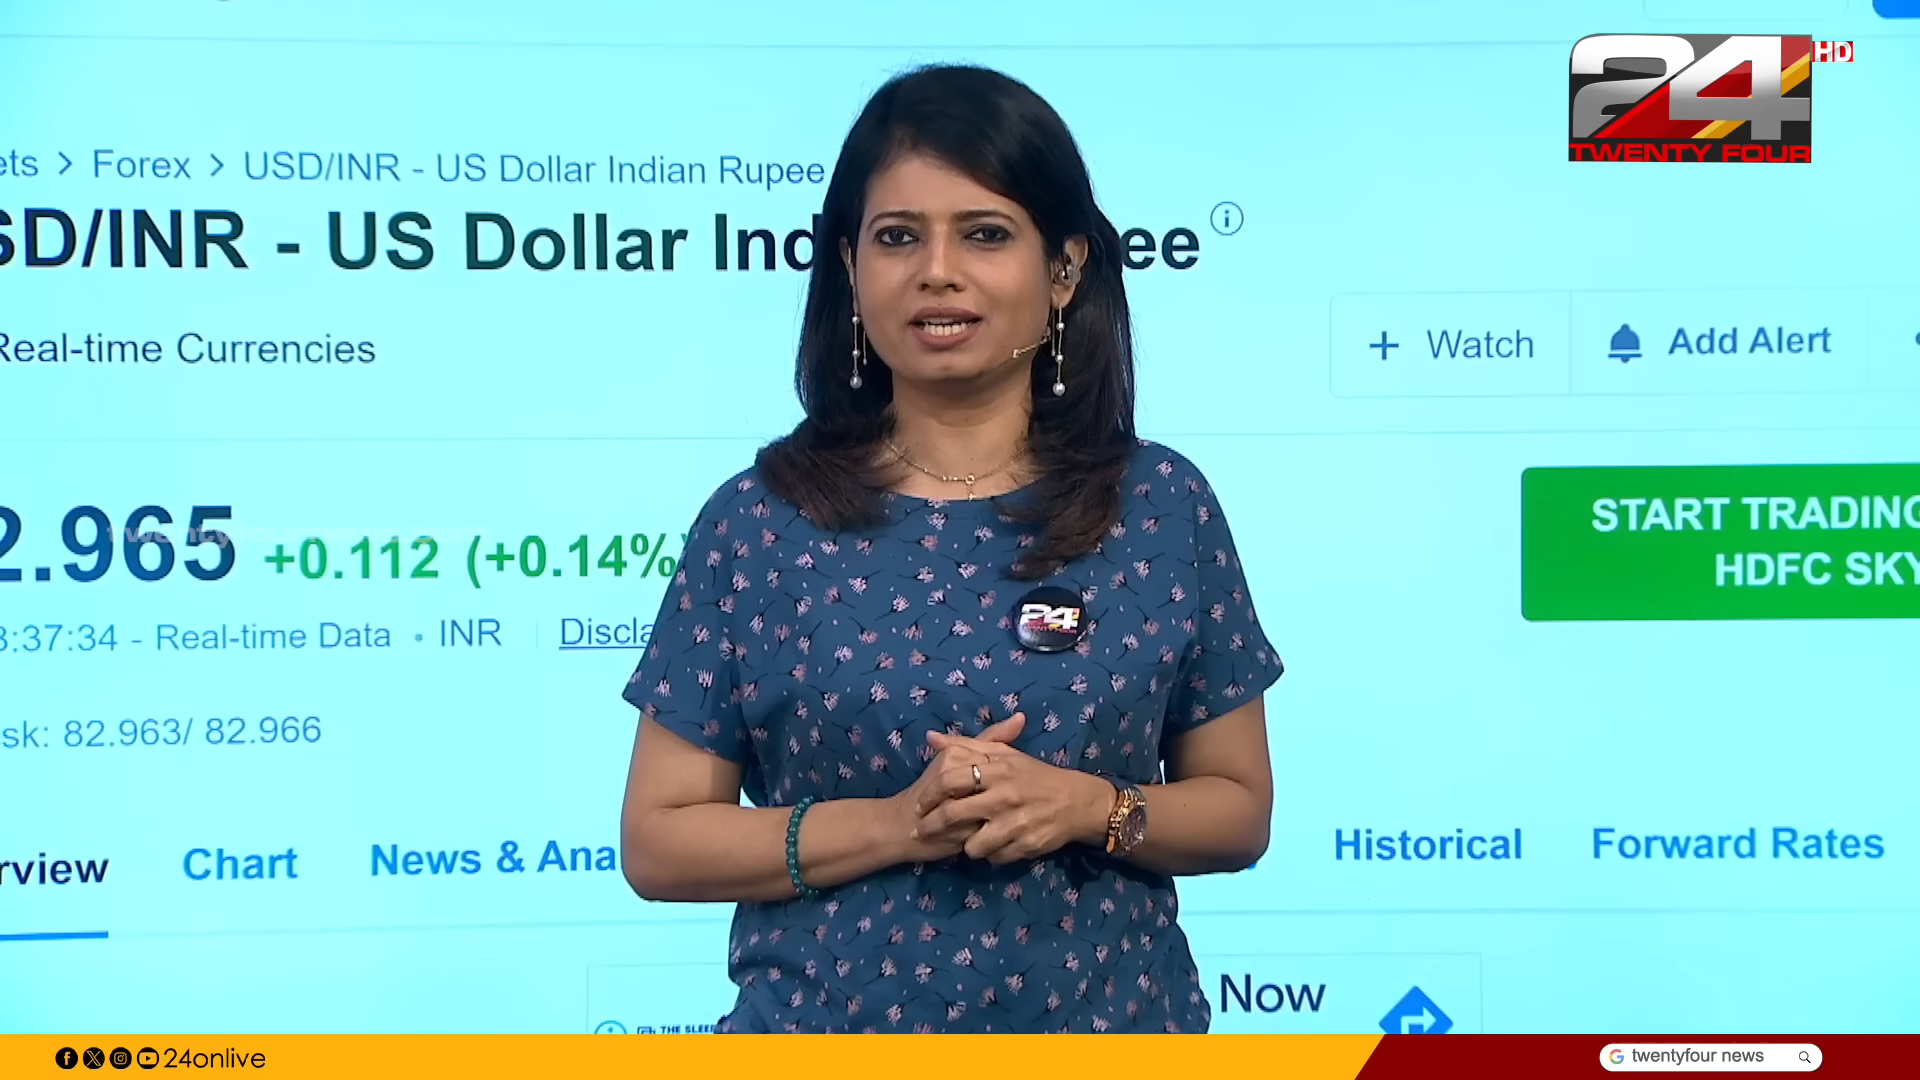 24
HD
TWENTY FOUR
ets > Forex > USD/INR - US Dollar Indian Rupee
SD/INR - US Dollar Ind ee
Real-time Currencies
+ Watch
Add Alert
2.965 +0.112 (+0.14%)
START TRADING
HDFC SKY
3:37:34 - Real-time Data • INR
Discla
sk: 82.963/ 82.966
24
rview
Chart
News & Ana
Historical
Forward Rates
Now
THE SLEEP
24onlive
twentyfour news